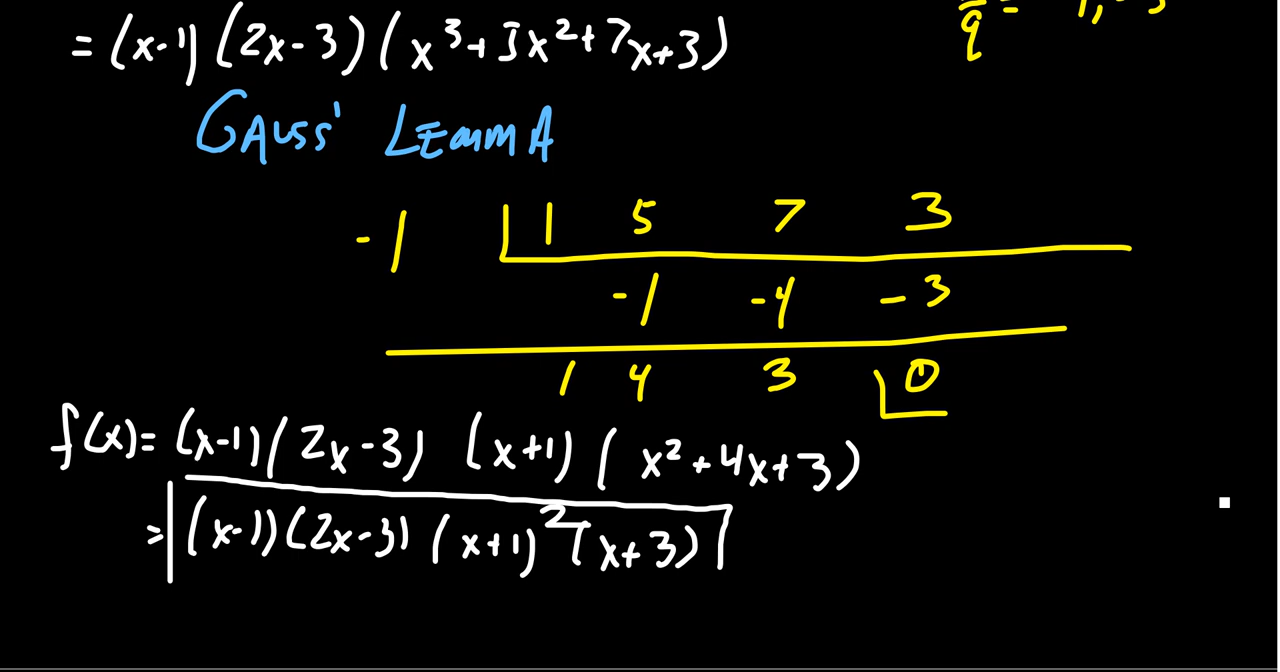 = (x-1) (2x-3) (x³+5x²+7x+3)
GAUSS' LEMMA
-1 1 5 7 3
-1 -4 -3
1 4 3 0
f(x) = (x-1) (2x-3) (x+1) (x²+4x+3)
= (x-1) (2x-3) (x+1)² (x+3)